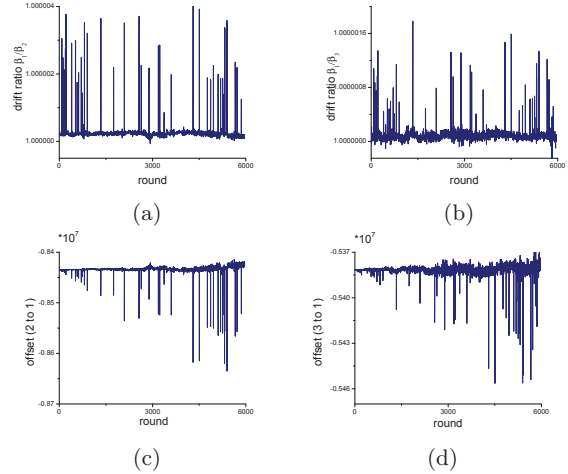 drift ratio β₁/β₂
1.000004
1.000002
1.000000
0
3000
6000
round
(a)
drift ratio β₁/β₃
1.0000016
1.0000008
1.0000000
0
3000
6000
round
(b)
*10⁷
offset (2 to 1)
-0.84
-0.85
-0.86
-0.87
0
3000
6000
round
(c)
*10⁷
offset (3 to 1)
-0.537
-0.540
-0.543
-0.546
0
3000
6000
round
(d)